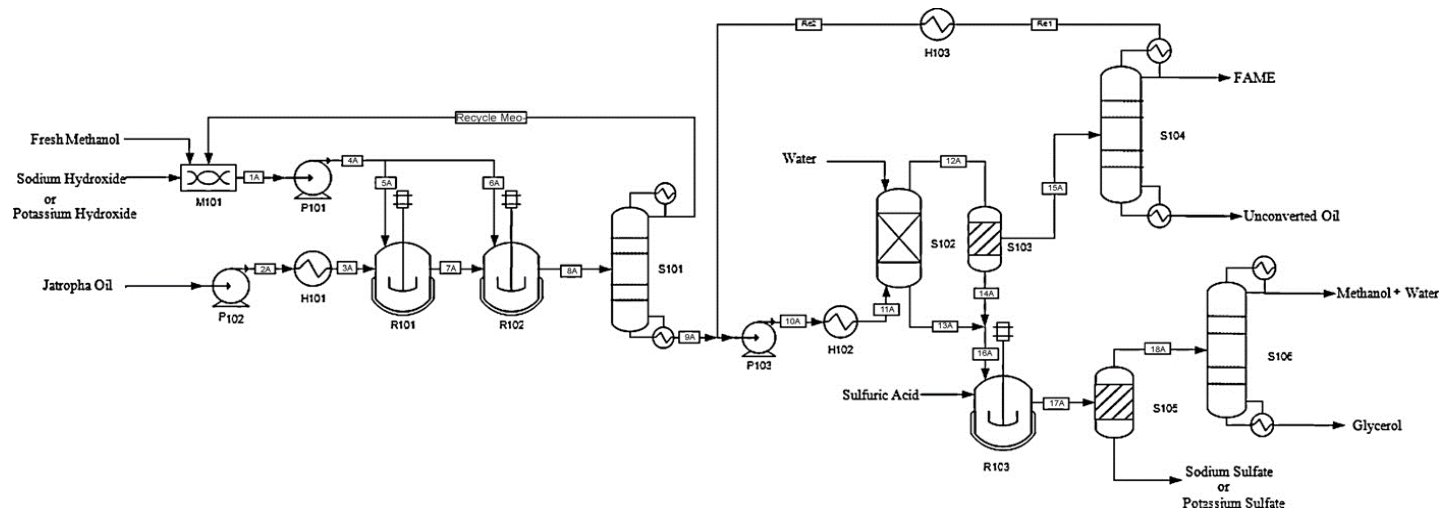 Re2
Re1
H103
FAME
S104
Recycle Meo
Fresh Methanol
4A
Water
12A
15A
Sodium Hydroxide
or
Potassium Hydroxide
1A
M101
P101
5A
6A
S102
S103
Unconverted Oil
2A
3A
7A
8A
S101
Jatropha Oil
P102
H101
R101
R102
9A
10A
P103
H102
11A
13A
14A
16A
Methanol + Water
18A
S106
Sulfuric Acid
17A
S105
R103
Glycerol
Sodium Sulfate
or
Potassium Sulfate